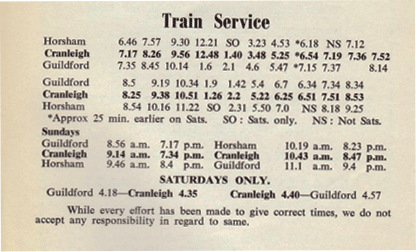 Train Service
Horsham 6.46 7.57 9.30 12.21 SO 3.23 4.53 *6.18 NS 7.12
Cranleigh 7.17 8.26 9.56 12.48 1.40 3.48 5.25 *6.54 7.19 7.36 7.52
Guildford 7.35 8.45 10.14 1.6 2.1 4.6 5.47 *7.15 7.37 8.14
Guildford 8.5 9.19 10.34 1.9 1.42 5.4 6.7 6.34 7.34 8.34
Cranleigh 8.25 9.38 10.51 1.26 2.2 5.22 6.25 6.51 7.51 8.53
Horsham 8.54 10.16 11.22 SO 2.31 5.50 7.0 NS 8.18 9.25
*Approx 25 min. earlier on Sats. SO : Sats. only. NS : Not Sats.
Sundays
Guildford 8.56 a.m. 7.17 p.m. Horsham 10.19 a.m. 8.23 p.m.
Cranleigh 9.14 a.m. 7.34 p.m. Cranleigh 10.43 a.m. 8.47 p.m.
Horsham 9.46 a.m. 8.4 p.m. Guildford 11.1 a.m. 9.4 p.m.
SATURDAYS ONLY.
Guildford 4.18—Cranleigh 4.35 Cranleigh 4.40—Guildford 4.57
While every effort has been made to give correct times, we do not
accept any responsibility in regard to same.